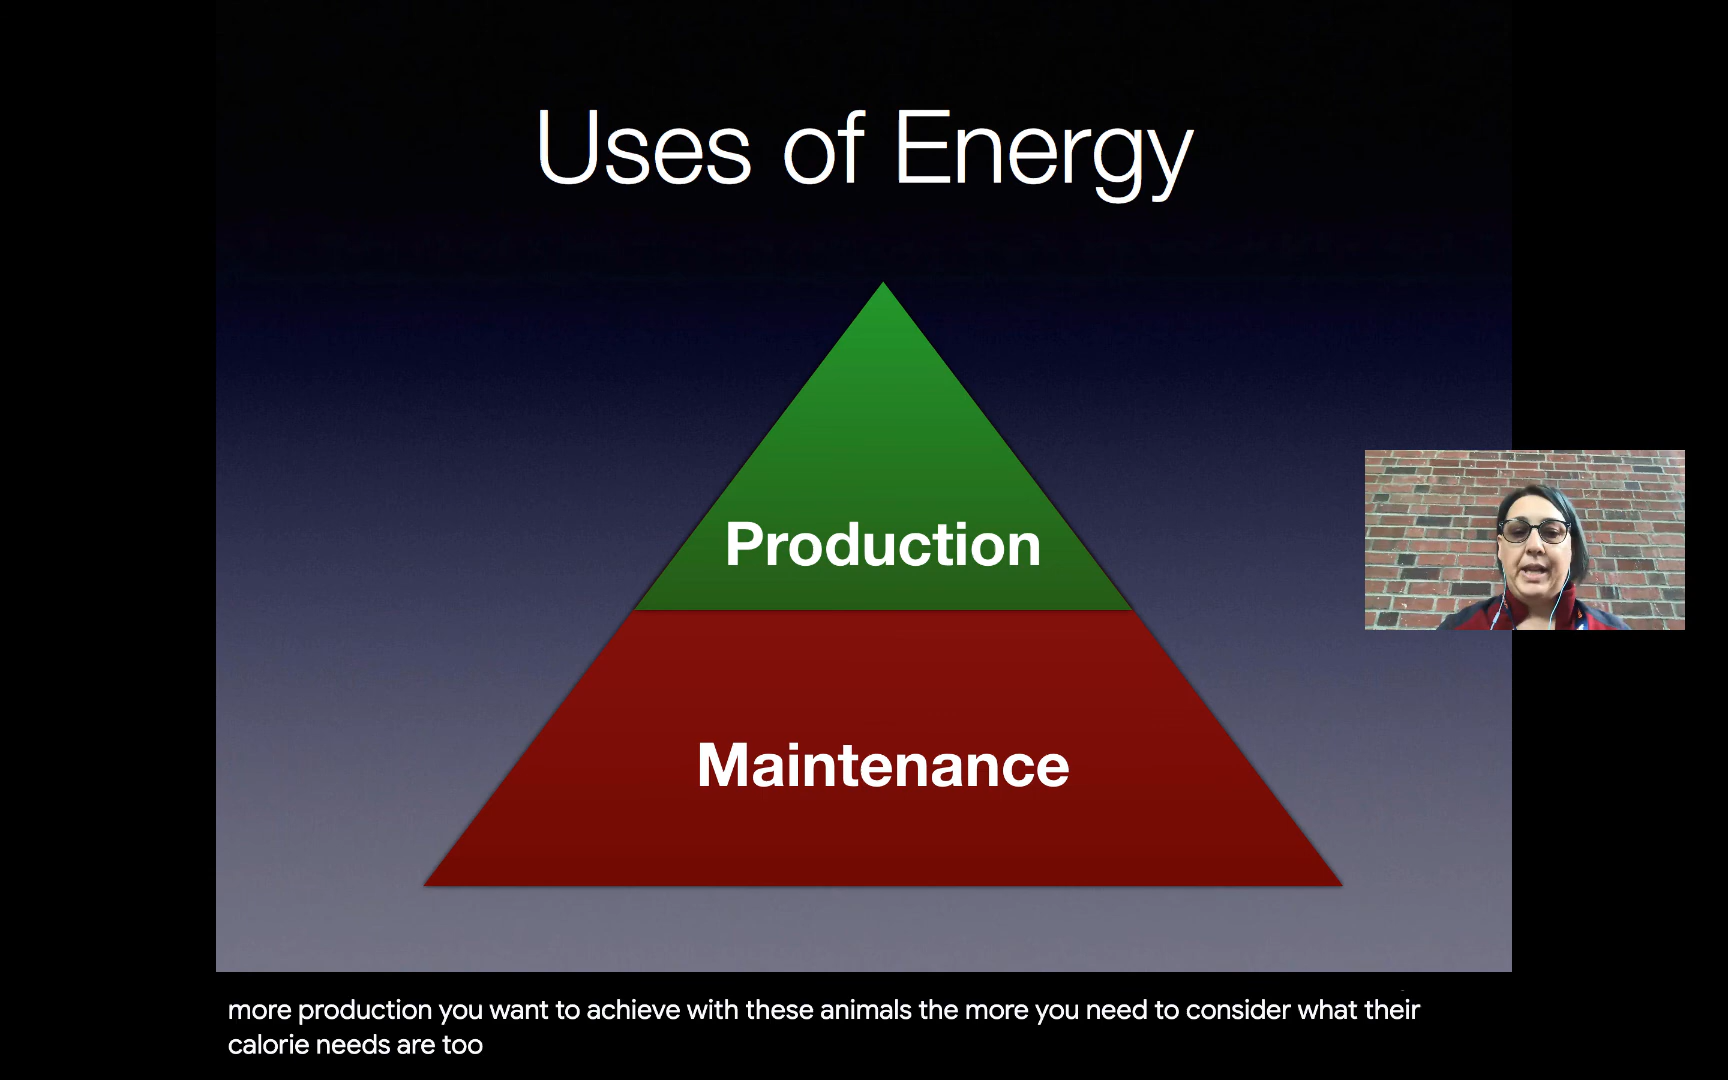 Uses of Energy
Production
Maintenance
more production you want to achieve with these animals the more you need to consider what their
calorie needs are too